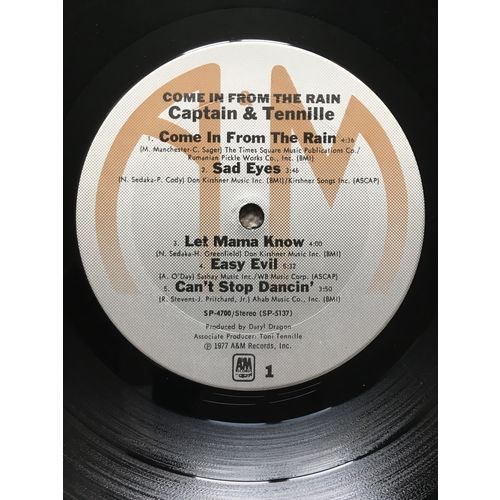 A&M
COME IN FROM THE RAIN
Captain & Tennille
1. Come In From The Rain 4:36
(M. Manchester-C. Sager) The Times Square Music Publications Co./
Rumanian Pickle Works Co., Inc. (BMI)
2. Sad Eyes 3:46
(N. Sedaka-P. Cody) Don Kirshner Music Inc. (BMI)/Kirshner Songs Inc. (ASCAP)
3. Let Mama Know 4:00
(N. Sedaka-H. Greenfield) Don Kirshner Music Inc. (BMI)
4. Easy Evil 5:32
(A. O'Day) Sashay Music Inc./WB Music Corp. (ASCAP)
5. Can't Stop Dancin' 3:50
(R. Stevens-J. Pritchard, Jr.) Ahab Music Co., Inc. (BMI)
SP-4700/Stereo (SP-5137)
Produced by Daryl Dragon
Associate Producer: Toni Tennille
℗ 1977 A&M Records, Inc.
A&M
1